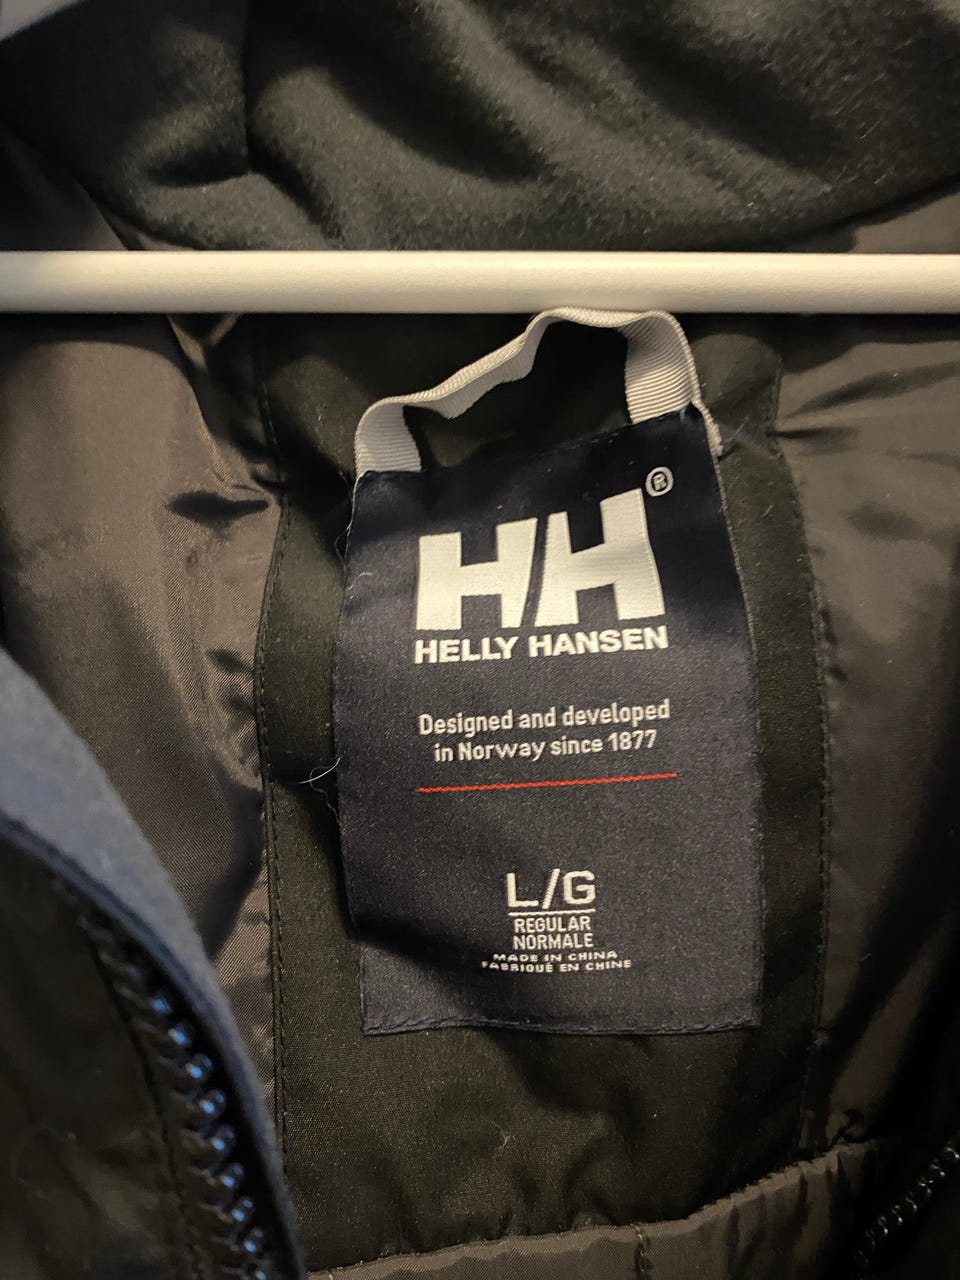 HH®
HELLY HANSEN
Designed and developed
in Norway since 1877
L/G
REGULAR
NORMALE
MADE IN CHINA
FABRIQUÉ EN CHINE